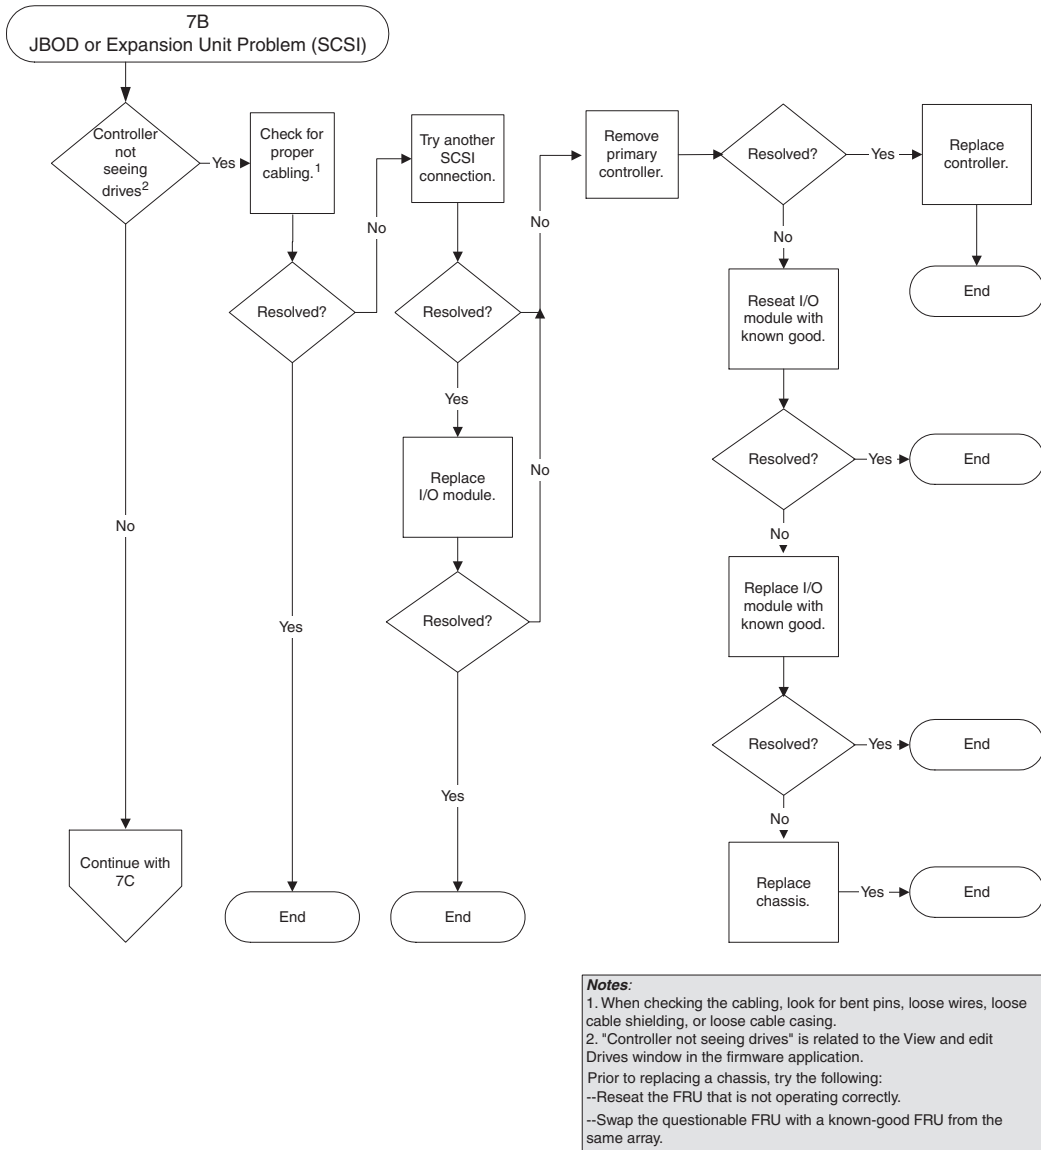 7B
JBOD or Expansion Unit Problem (SCSI)
Controller
not
seeing
drives2
Yes
Check for
proper
cabling.1
Try another
SCSI
connection.
Remove
primary
controller.
Resolved?
Yes
Replace
controller.
No
No
No
End
Resolved?
Resolved?
Reseat I/O
module with
known good.
Yes
Replace
I/O module.
No
Resolved?
Yes
End
No
No
Replace I/O
module with
known good.
Resolved?
Yes
Resolved?
Yes
End
Yes
No
Continue with
7C
Replace
chassis.
Yes
End
End
End
Notes:
1. When checking the cabling, look for bent pins, loose wires, loose
cable shielding, or loose cable casing.
2. "Controller not seeing drives" is related to the View and edit
Drives window in the firmware application.
Prior to replacing a chassis, try the following:
--Reseat the FRU that is not operating correctly.
--Swap the questionable FRU with a known-good FRU from the
same array.